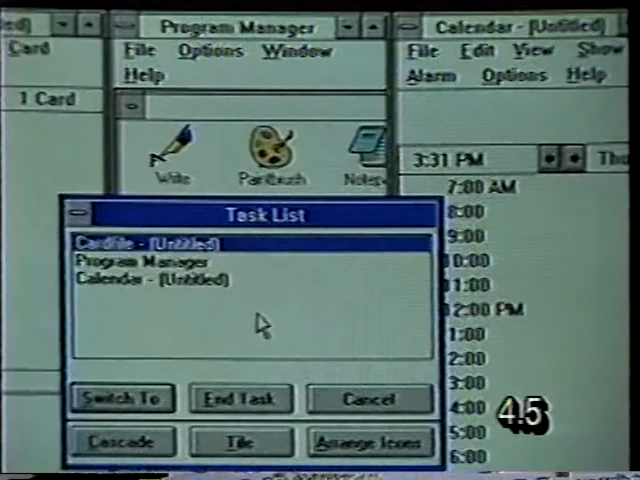 Program Manager
Calendar - [Untitled]
Card
File Options Window
Help
File Edit View Show
Alarm Options Help
1 Card
3:31 PM
Write
Paintbrush
7:00 AM
8:00
9:00
10:00
11:00
12:00 PM
1:00
2:00
3:00
4:00
5:00
6:00
Task List
Cardfile - [Untitled]
Program Manager
Calendar - [Untitled]
Switch To
End Task
Cancel
Cascade
Tile
Arrange Icons
4.5